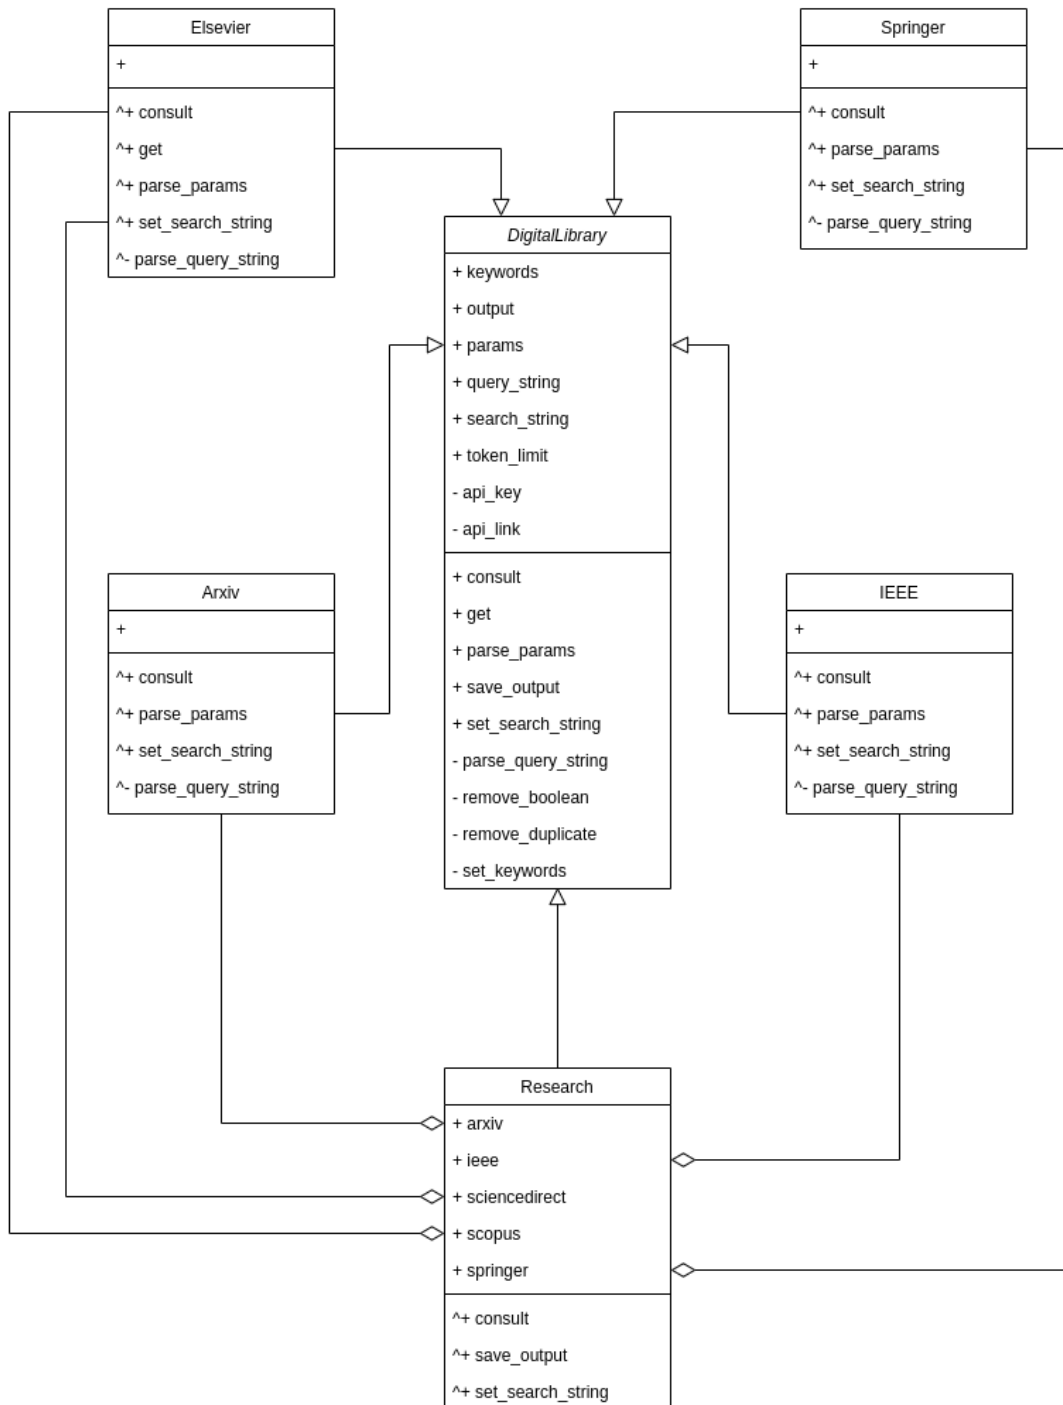 Elsevier
+
^+ consult
^+ get
^+ parse_params
^+ set_search_string
^- parse_query_string
Springer
+
^+ consult
^+ parse_params
^+ set_search_string
^- parse_query_string
DigitalLibrary
+ keywords
+ output
+ params
+ query_string
+ search_string
+ token_limit
- api_key
- api_link
+ consult
+ get
+ parse_params
+ save_output
+ set_search_string
- parse_query_string
- remove_boolean
- remove_duplicate
- set_keywords
Arxiv
+
^+ consult
^+ parse_params
^+ set_search_string
^- parse_query_string
IEEE
+
^+ consult
^+ parse_params
^+ set_search_string
^- parse_query_string
Research
+ arxiv
+ ieee
+ sciencedirect
+ scopus
+ springer
^+ consult
^+ save_output
^+ set_search_string